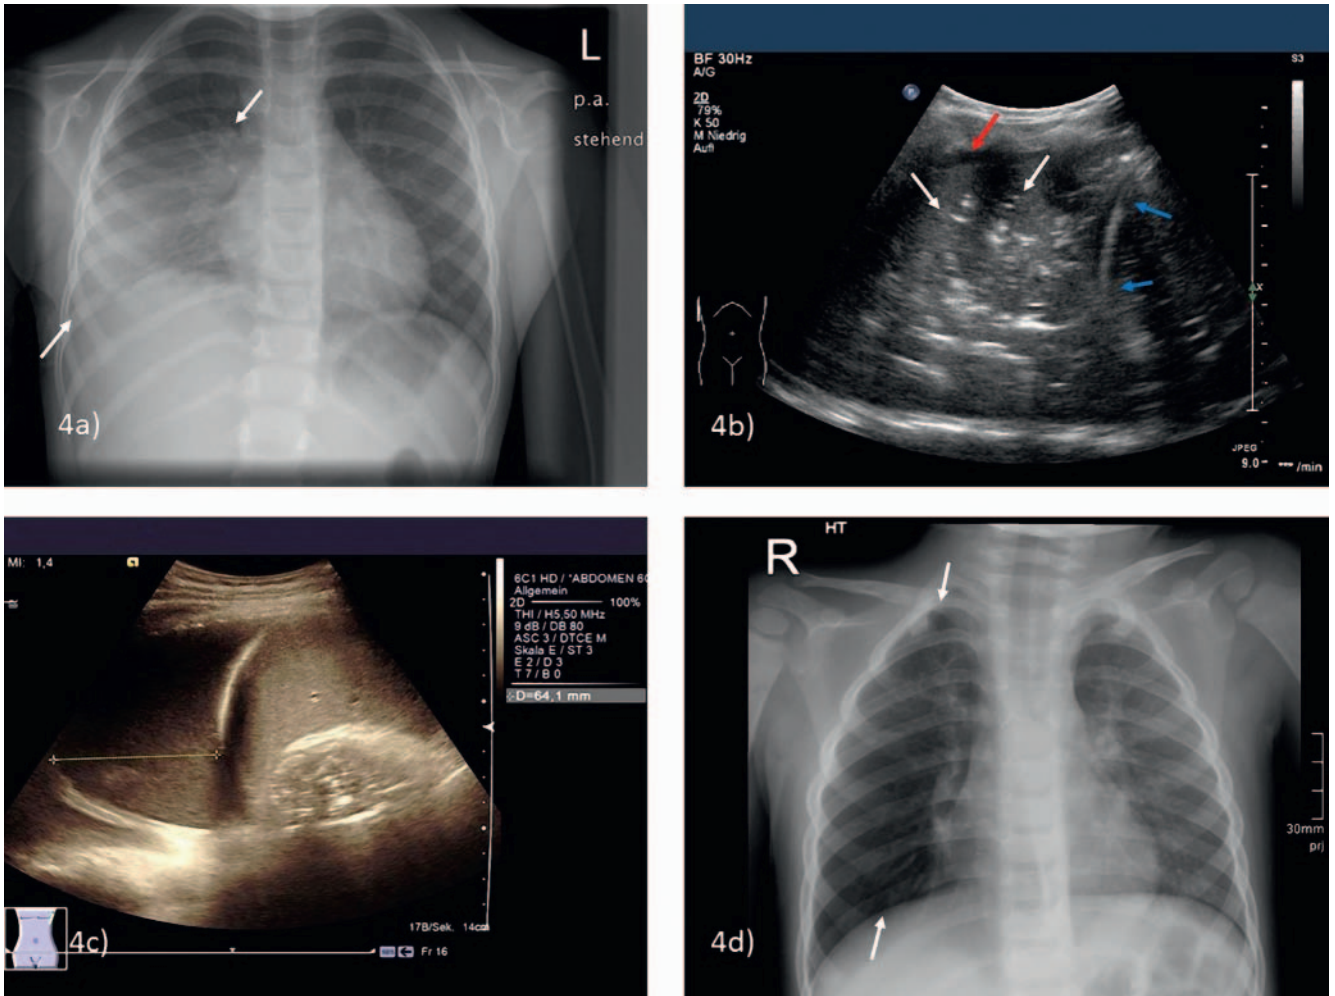 L
p.a.
stehend
4a)
BF 30Hz
A/G
2D
79%
K 50
M Niedrig
Aufl
S3
x
4b)
JPEG
9.0
/min
MI: 1,4
6C1 HD / *ABDOMEN 60
Allgemein
2D 100%
THI / H5,50 MHz
9 dB / DB 80
ASC 3 / DTCE M
Skala E / ST 3
E 2 / D 3
T 7 / B 0
D=64,1 mm
17B/Sek. 14cm
4c)
Fr 16
HT
R
30mm
prj
4d)